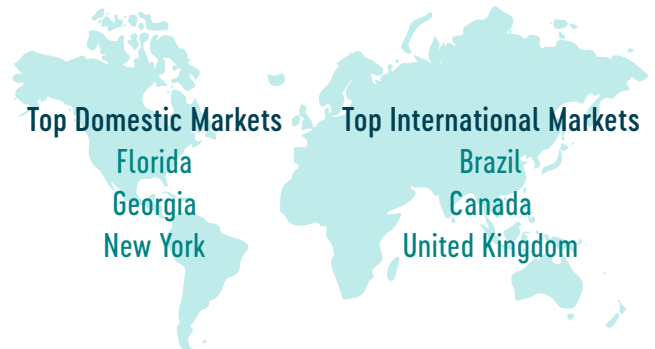 Top Domestic Markets
Florida
Georgia
New York
Top International Markets
Brazil
Canada
United Kingdom